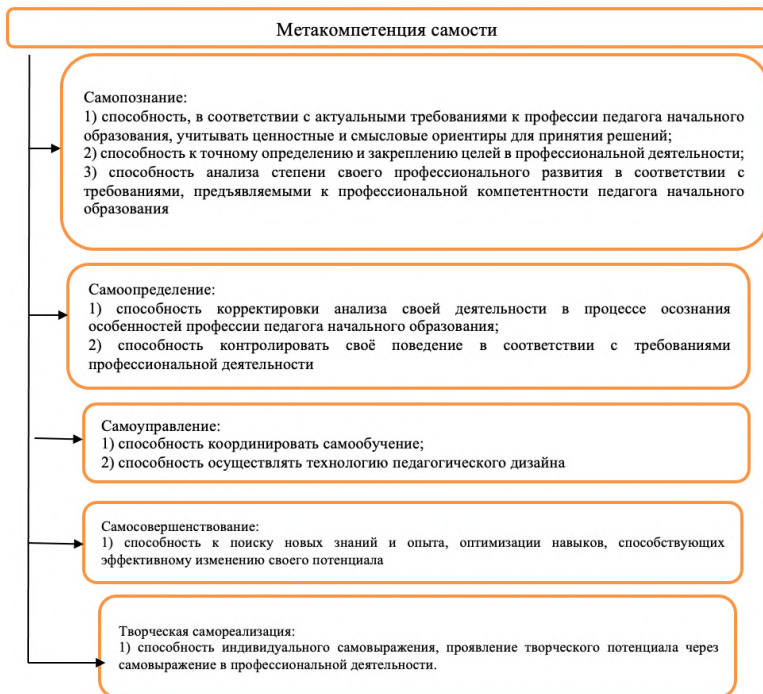 Метакомпетенция самости
Самопознание:
1) способность, в соответствии с актуальными требованиями к профессии педагога начального
образования, учитывать ценностные и смысловые ориентиры для принятия решений;
2) способность к точному определению и закреплению целей в профессиональной деятельности;
3) способность анализа степени своего профессионального развития в соответствии с
требованиями, предъявляемыми к профессиональной компетентности педагога начального
образования
Самоопределение:
1) способность корректировки анализа своей деятельности в процессе осознания
особенностей профессии педагога начального образования;
2) способность контролировать своё поведение в соответствии с требованиями
профессиональной деятельности
Самоуправление:
1) способность координировать самообучение;
2) способность осуществлять технологию педагогического дизайна
Самосовершенствование:
1) способность к поиску новых знаний и опыта, оптимизации навыков, способствующих
эффективному изменению своего потенциала
Творческая самореализация:
1) способность индивидуального самовыражения, проявление творческого потенциала через
самовыражение в профессиональной деятельности.